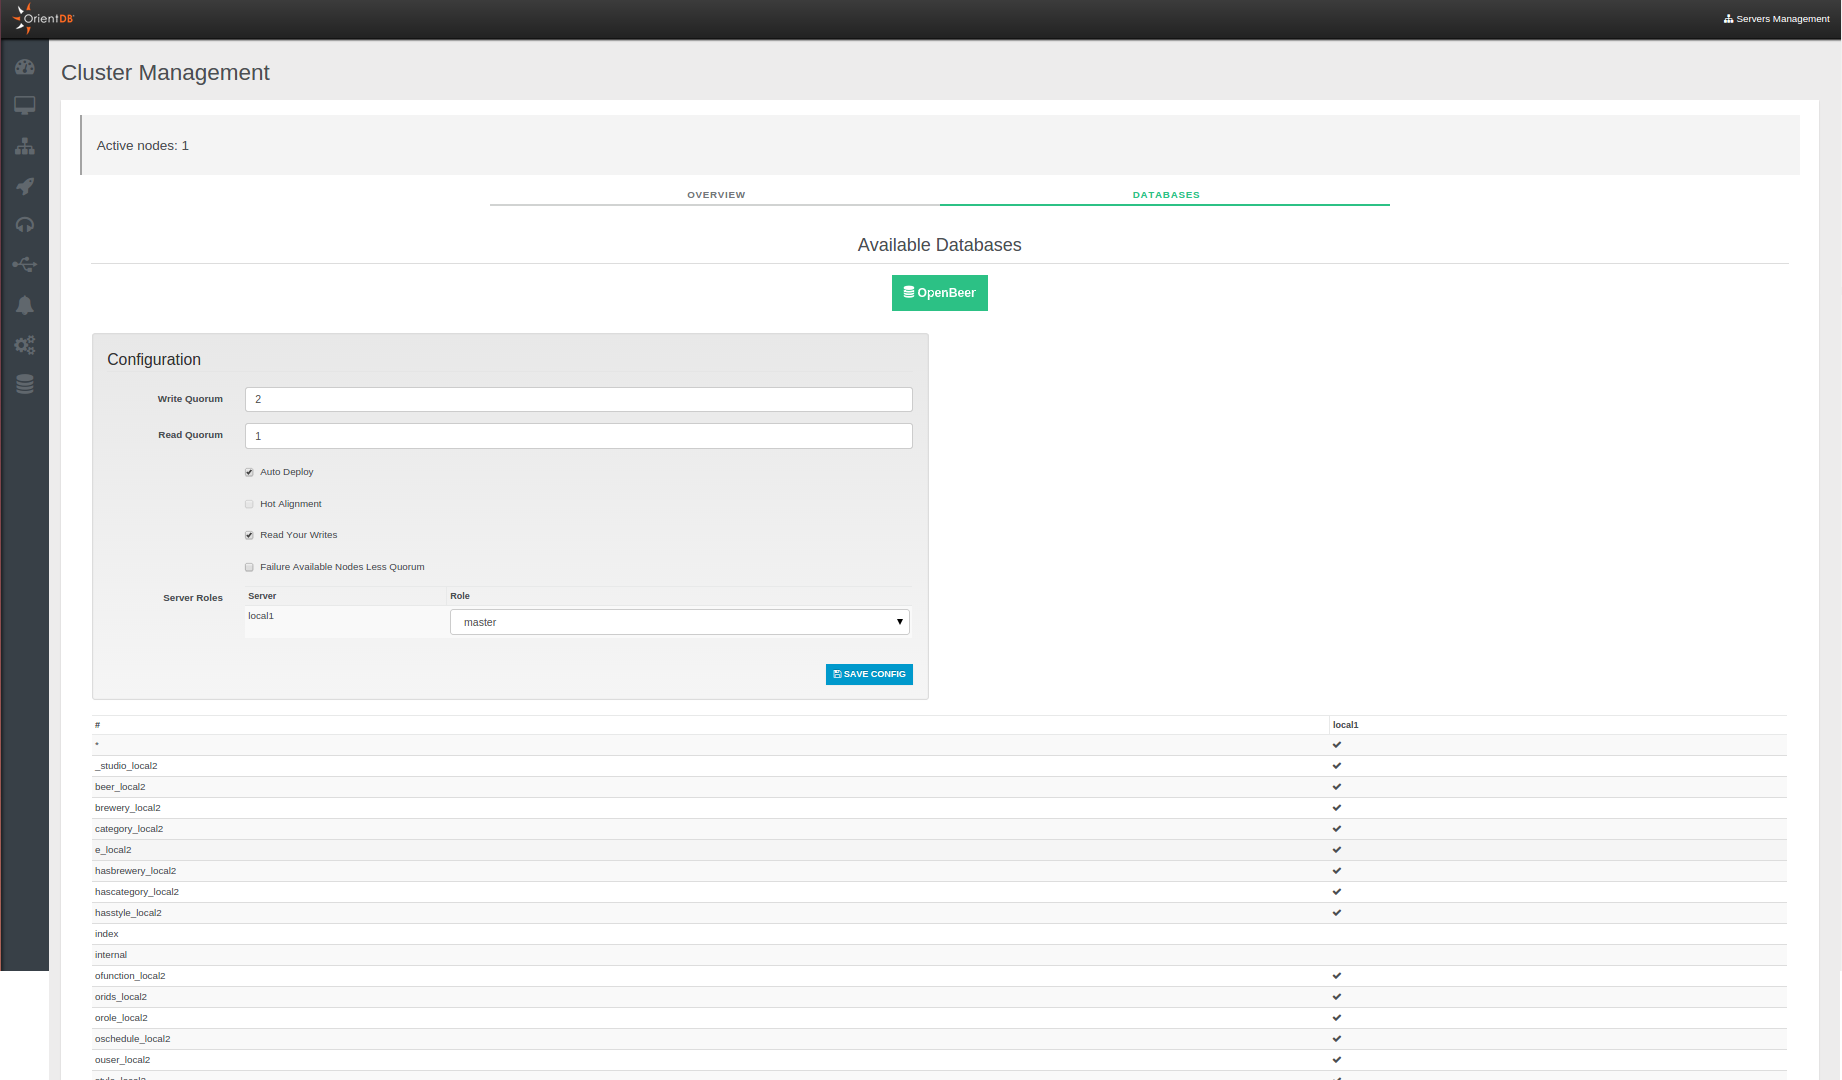 OrientDB
Servers Management
Cluster Management
Active nodes: 1
OVERVIEW DATABASES
Available Databases
OpenBeer
Configuration
Write Quorum 2
Read Quorum 1
Auto Deploy
Hot Alignment
Read Your Writes
Failure Available Nodes Less Quorum
Server Roles Server Role
local1 master
SAVE CONFIG
# local1
*
_studio_local2
beer_local2
brewery_local2
category_local2
e_local2
hasbrewery_local2
hascategory_local2
hasstyle_local2
index
internal
ofunction_local2
orids_local2
orole_local2
oschedule_local2
ouser_local2